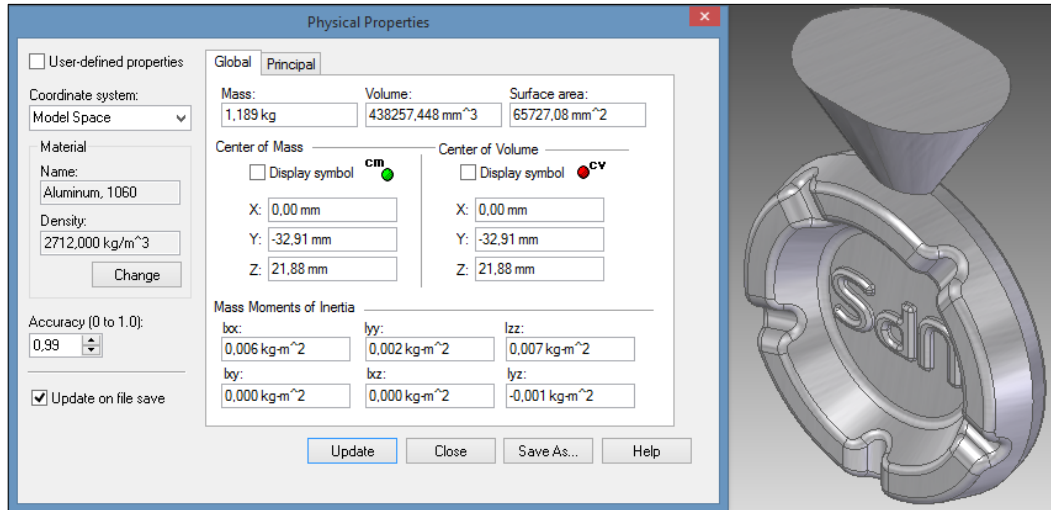 Physical Properties
User-defined properties
Coordinate system:
Model Space
Material
Name:
Aluminum, 1060
Density:
2712,000 kg/m^3
Change
Accuracy (0 to 1.0):
0,99
Update on file save
Global Principal
Mass: Volume: Surface area:
1,189 kg 438257,448 mm^3 65727,08 mm^2
Center of Mass Center of Volume
Display symbol cm Display symbol cv
X: 0,00 mm X: 0,00 mm
Y: -32,91 mm Y: -32,91 mm
Z: 21,88 mm Z: 21,88 mm
Mass Moments of Inertia
Ixx: Iyy: Izz:
0,006 kg-m^2 0,002 kg-m^2 0,007 kg-m^2
Ixy: Ixz: Iyz:
0,000 kg-m^2 0,000 kg-m^2 -0,001 kg-m^2
Update Close Save As... Help